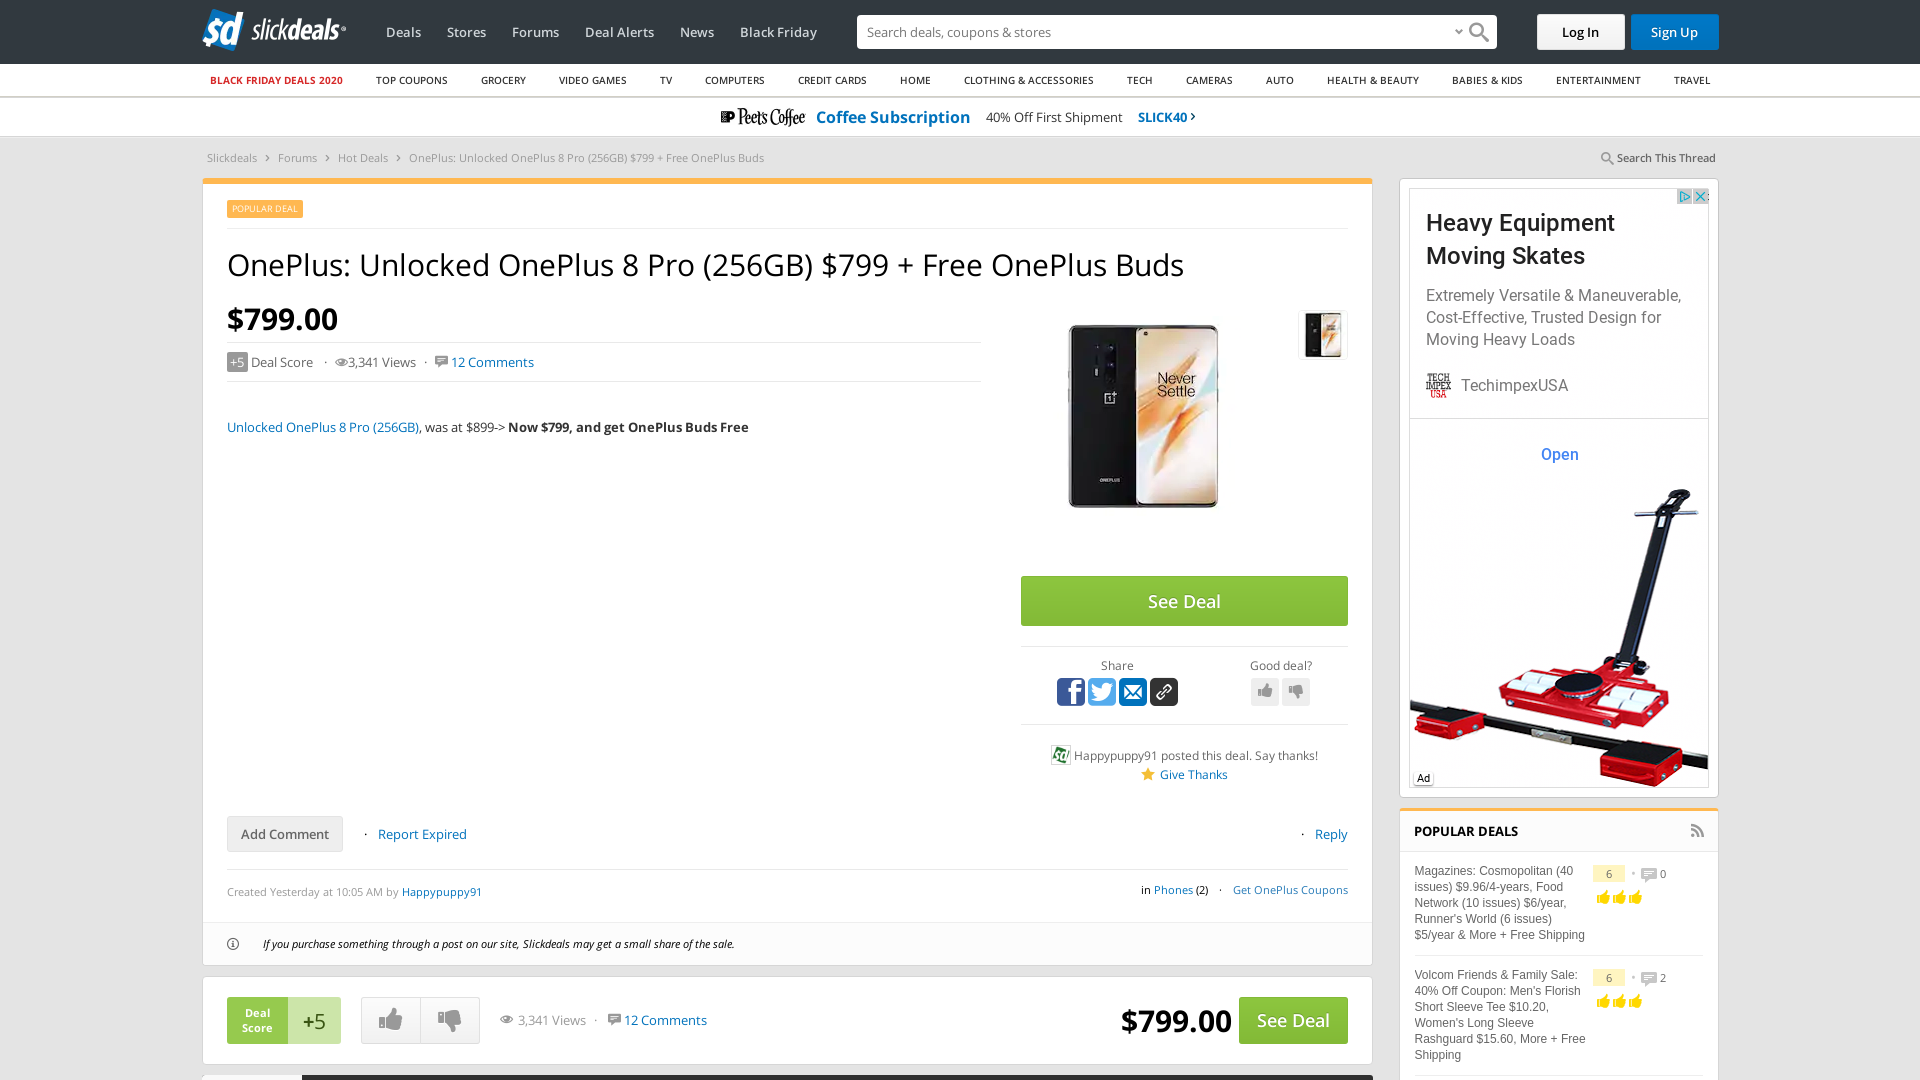 slickdeals
Deals
Stores
Forums
Deal Alerts
News
Black Friday
Search deals, coupons & stores
Log In
Sign Up
BLACK FRIDAY DEALS 2020
TOP COUPONS
GROCERY
VIDEO GAMES
TV
COMPUTERS
CREDIT CARDS
HOME
CLOTHING & ACCESSORIES
TECH
CAMERAS
AUTO
HEALTH & BEAUTY
BABIES & KIDS
ENTERTAINMENT
TRAVEL
Peet's Coffee Coffee Subscription 40% Off First Shipment SLICK40
Slickdeals › Forums › Hot Deals › OnePlus: Unlocked OnePlus 8 Pro (256GB) $799 + Free OnePlus Buds
Search This Thread
POPULAR DEAL
OnePlus: Unlocked OnePlus 8 Pro (256GB) $799 + Free OnePlus Buds
$799.00
+5 Deal Score · 3,341 Views · 12 Comments
Unlocked OnePlus 8 Pro (256GB), was at $899-> Now $799, and get OnePlus Buds Free
Never
Settle
ONEPLUS
See Deal
Share
Good deal?
Happypuppy91 posted this deal. Say thanks!
Give Thanks
Add Comment · Report Expired
· Reply
Created Yesterday at 10:05 AM by Happypuppy91
in Phones (2) · Get OnePlus Coupons
If you purchase something through a post on our site, Slickdeals may get a small share of the sale.
Deal
Score
+5
3,341 Views · 12 Comments
$799.00
See Deal
Heavy Equipment
Moving Skates
Extremely Versatile & Maneuverable,
Cost-Effective, Trusted Design for
Moving Heavy Loads
TECH
IMPEX
USA
TechimpexUSA
Open
Ad
POPULAR DEALS
Magazines: Cosmopolitan (40
issues) $9.96/4-years, Food
Network (10 issues) $6/year,
Runner's World (6 issues)
$5/year & More + Free Shipping
6 • 0
Volcom Friends & Family Sale:
40% Off Coupon: Men's Florish
Short Sleeve Tee $10.20,
Women's Long Sleeve
Rashguard $15.60, More + Free
Shipping
6 • 2